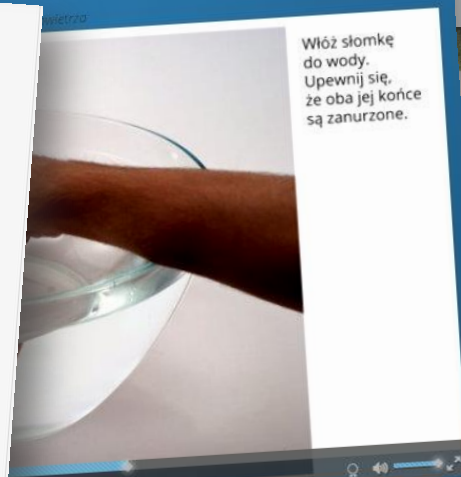 Włóż słomkę
do wody.
Upewnij się,
że oba jej końce
są zanurzone.